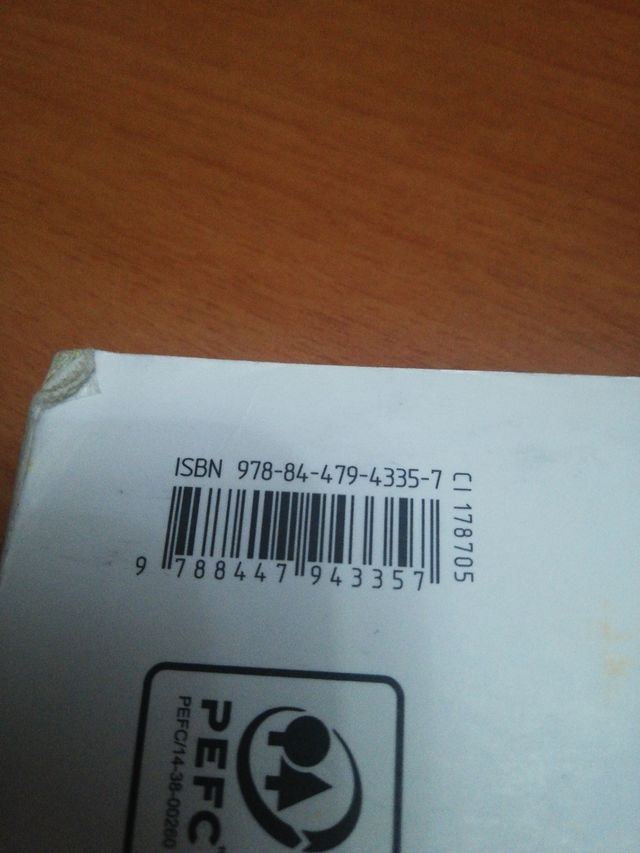 ISBN 978-84-479-4335-7
CI 178705
9 788447 943357
PEFC
PEFC/14-38-00260